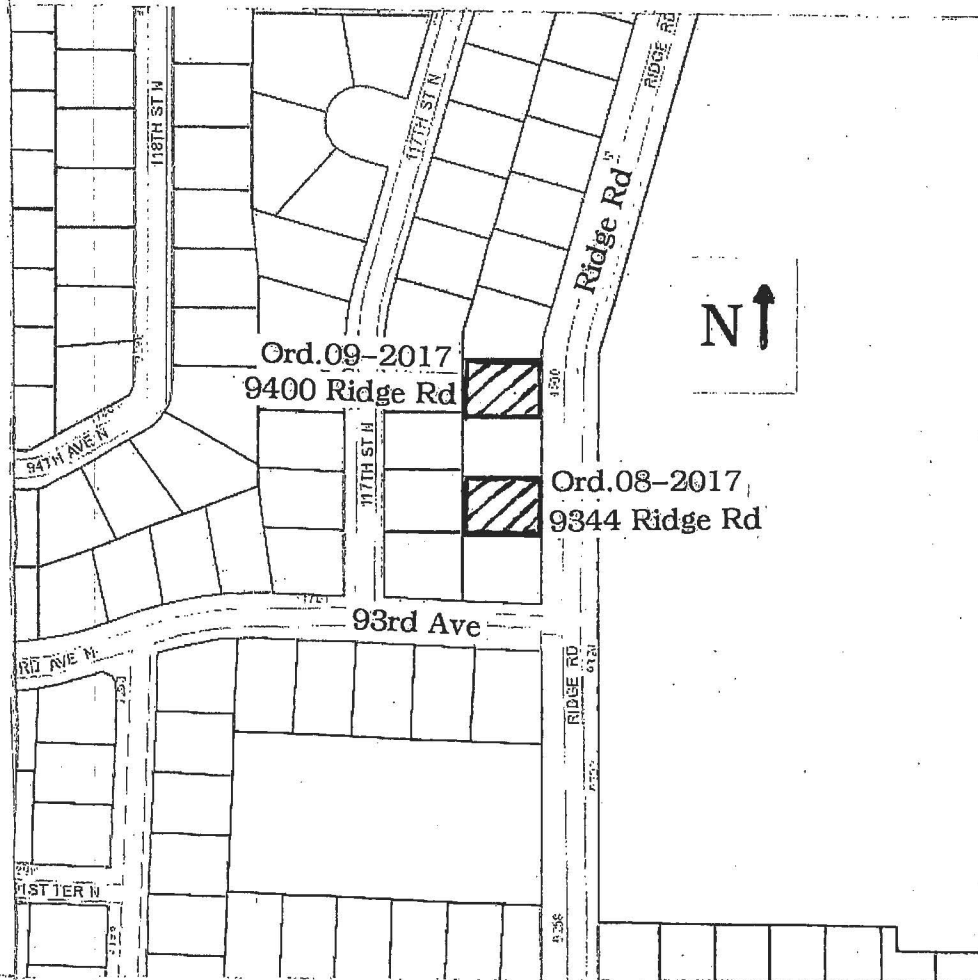 RIDGE RD
118TH ST N
117TH ST N
Ridge Rd
N
Ord.09-2017
9400 Ridge Rd
94TH AVE N
117TH ST N
Ord.08-2017
9344 Ridge Rd
93rd Ave
RD AVE N
RIDGE RD
1ST TER N